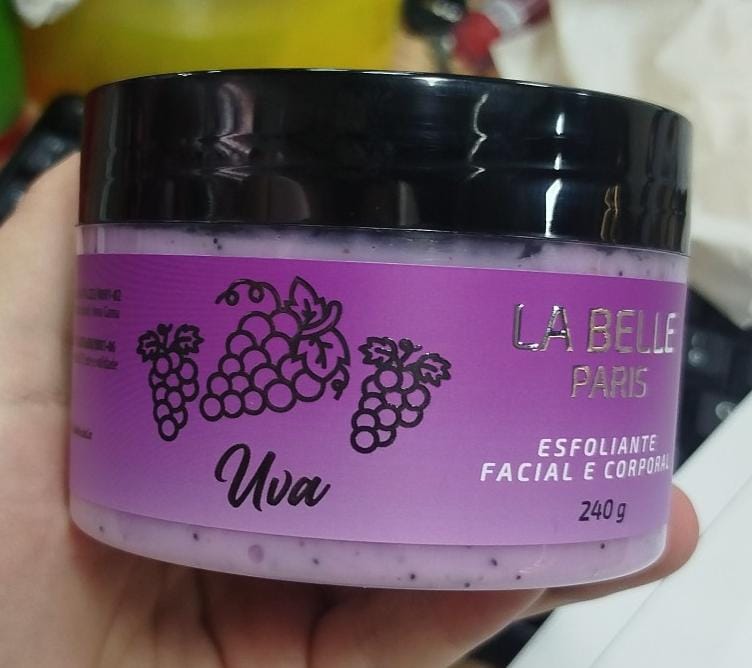 Uva
LA BELLE
PARIS
ESFOLIANTE
FACIAL E CORPORAL
240 g